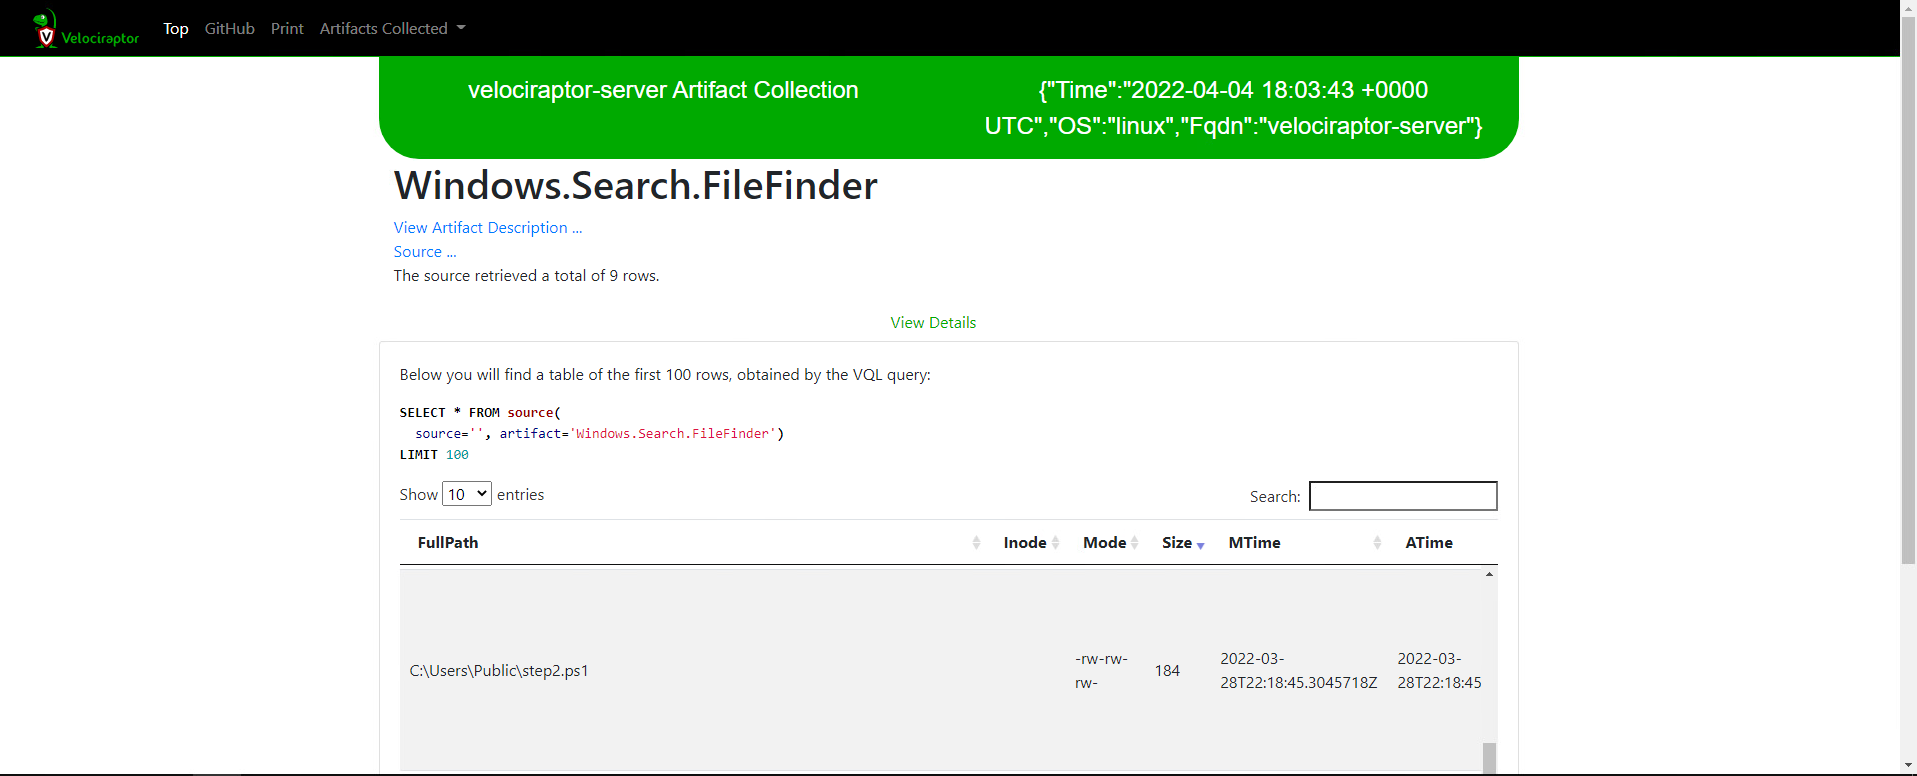 Velociraptor Top GitHub Print Artifacts Collected
velociraptor-server Artifact Collection
{"Time":"2022-04-04 18:03:43 +0000
UTC","OS":"linux","Fqdn":"velociraptor-server"}
Windows.Search.FileFinder
View Artifact Description ...
Source ...
The source retrieved a total of 9 rows.
View Details
Below you will find a table of the first 100 rows, obtained by the VQL query:
SELECT * FROM source(
source='', artifact='Windows.Search.FileFinder')
LIMIT 100
Show 10 entries
Search:
FullPath Inode Mode Size MTime ATime
C:\Users\Public\step2.ps1
-rw-rw-
rw-
184
2022-03-
28T22:18:45.3045718Z
2022-03-
28T22:18:45